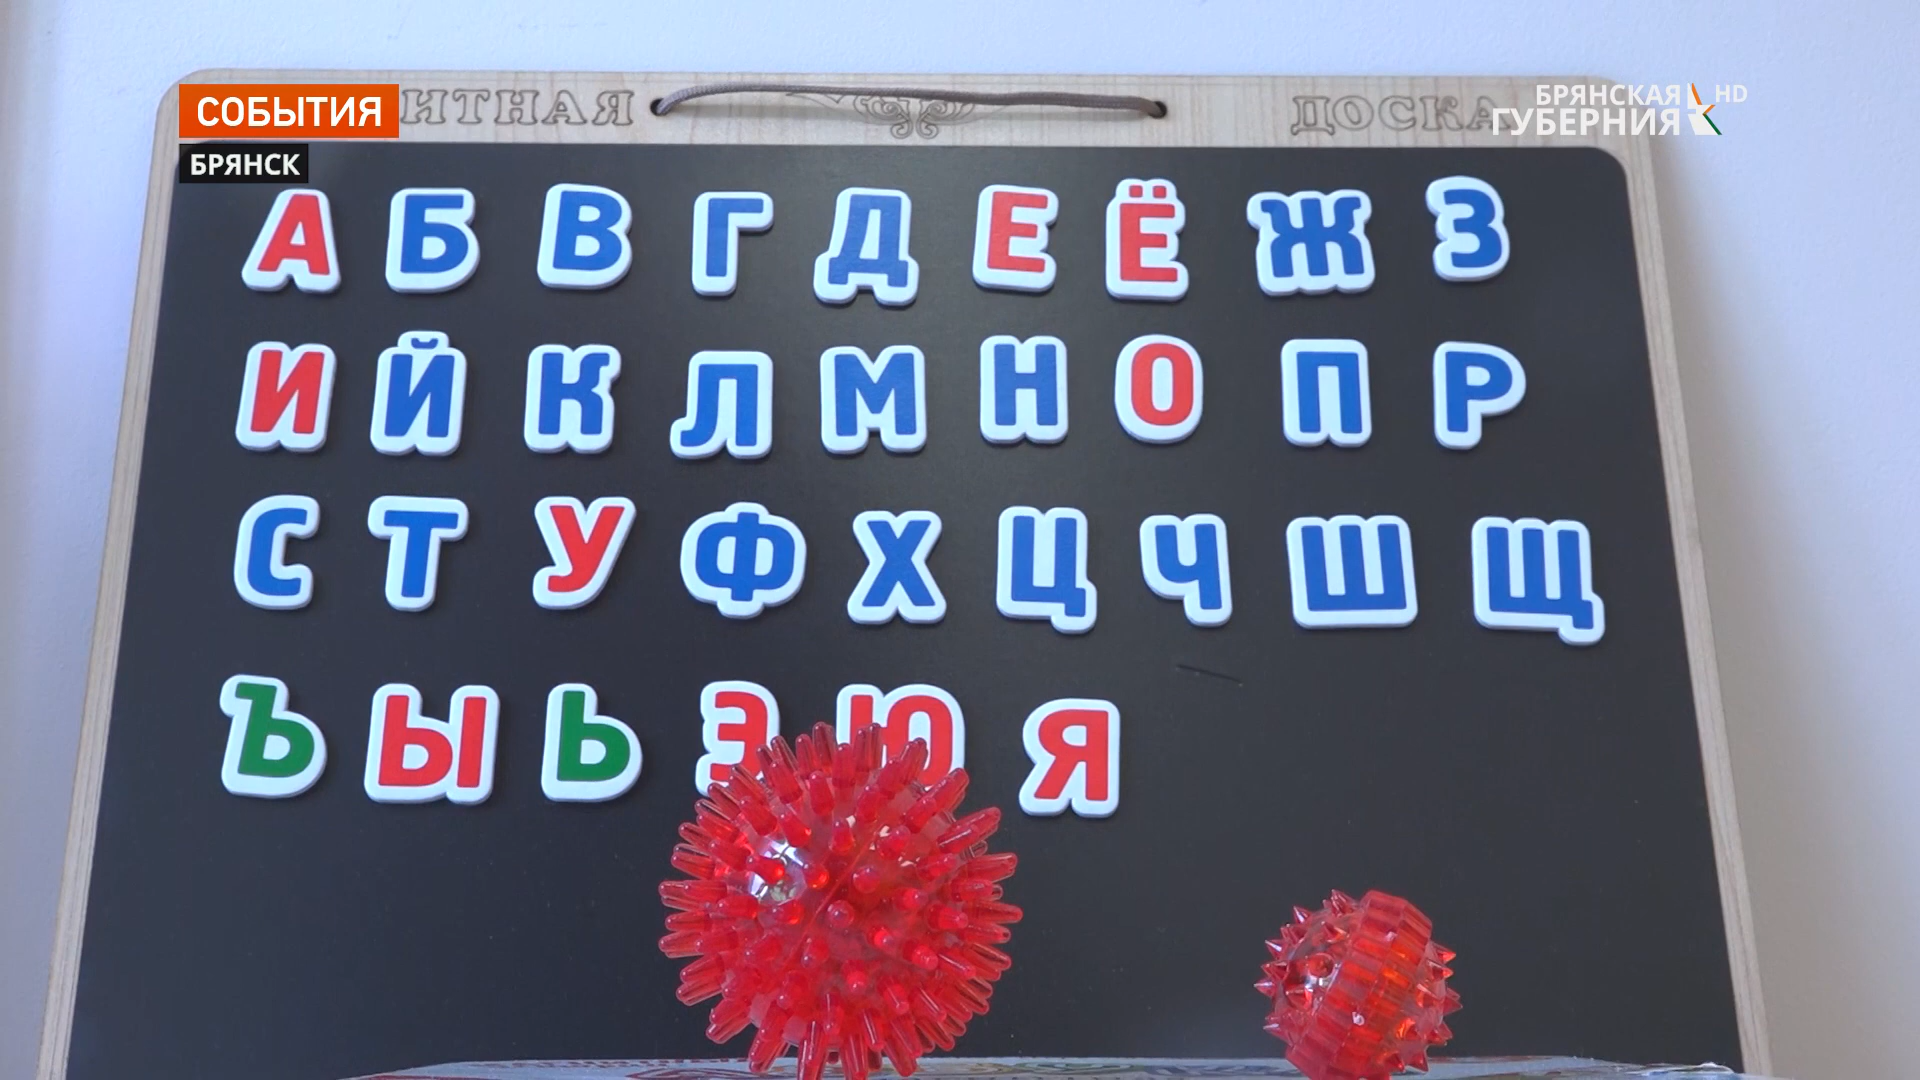 СОБЫТИЯ
ИТНАЯ
ДОСКА
БРЯНСКАЯ HD
ГУБЕРНИЯ
БРЯНСК
А Б В Г Д Е Ё Ж З
И Й К Л М Н О П Р
С Т У Ф Х Ц Ч Ш Щ
Ъ Ы Ь Э Ю Я